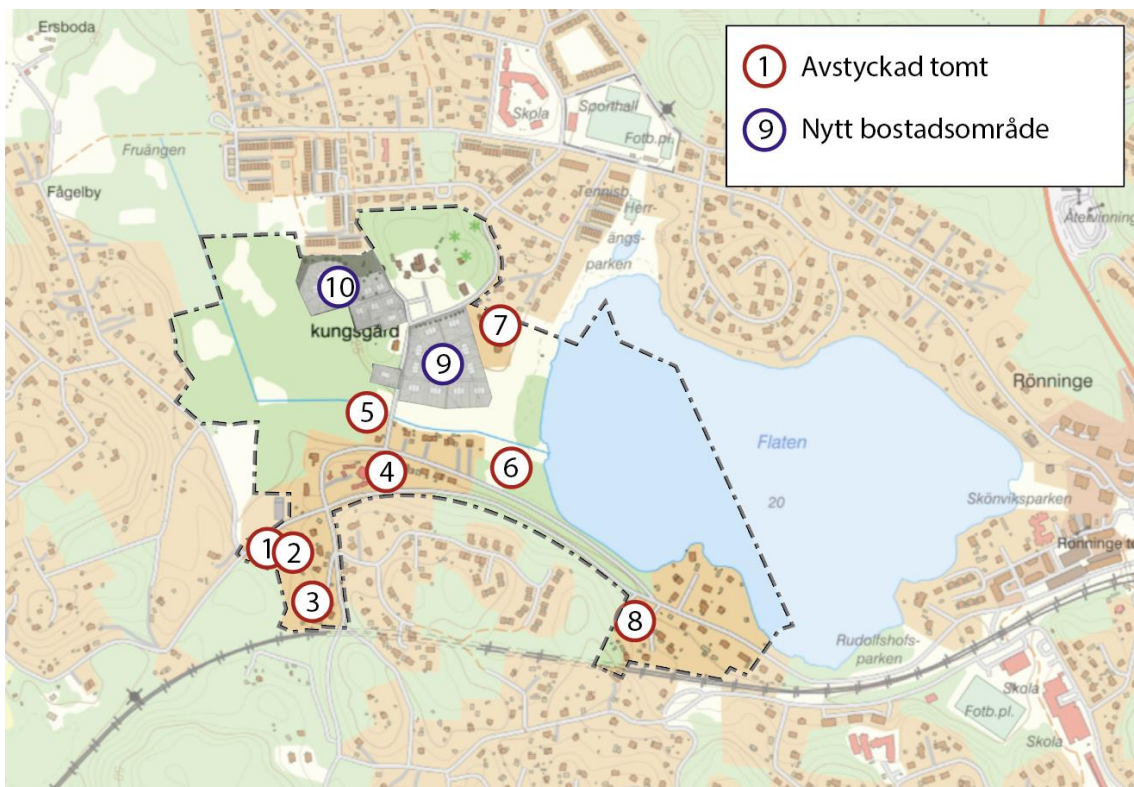 Ersboda
1 Avstyckad tomt
9 Nytt bostadsområde
Skola
Sporthall
Fotb.pl.
Fruängen
Fågelby
Tennisb.
Herr-
ängs-
parken
Återvinning
10
kungsgård
7
9
Rönninge
5
Flaten
4
6
20
Skönviksparken
1
2
Rönninge te
3
8
Rudolfshofs-
parken
Skola
Fotb.pl.
Skola